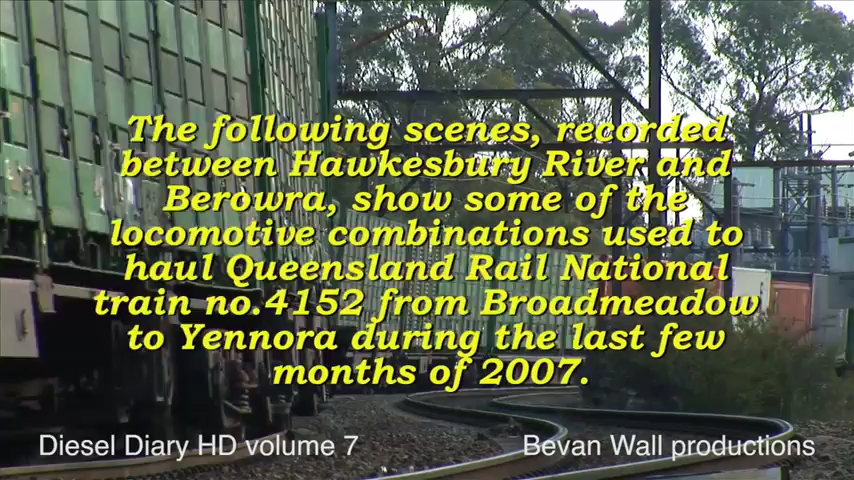 The following scenes, recorded
between Hawkesbury River and
Berowra, show some of the
locomotive combinations used to
haul Queensland Rail National
train no.4152 from Broadmeadow
to Yennora during the last few
months of 2007.
Diesel Diary HD volume 7
Bevan Wall productions